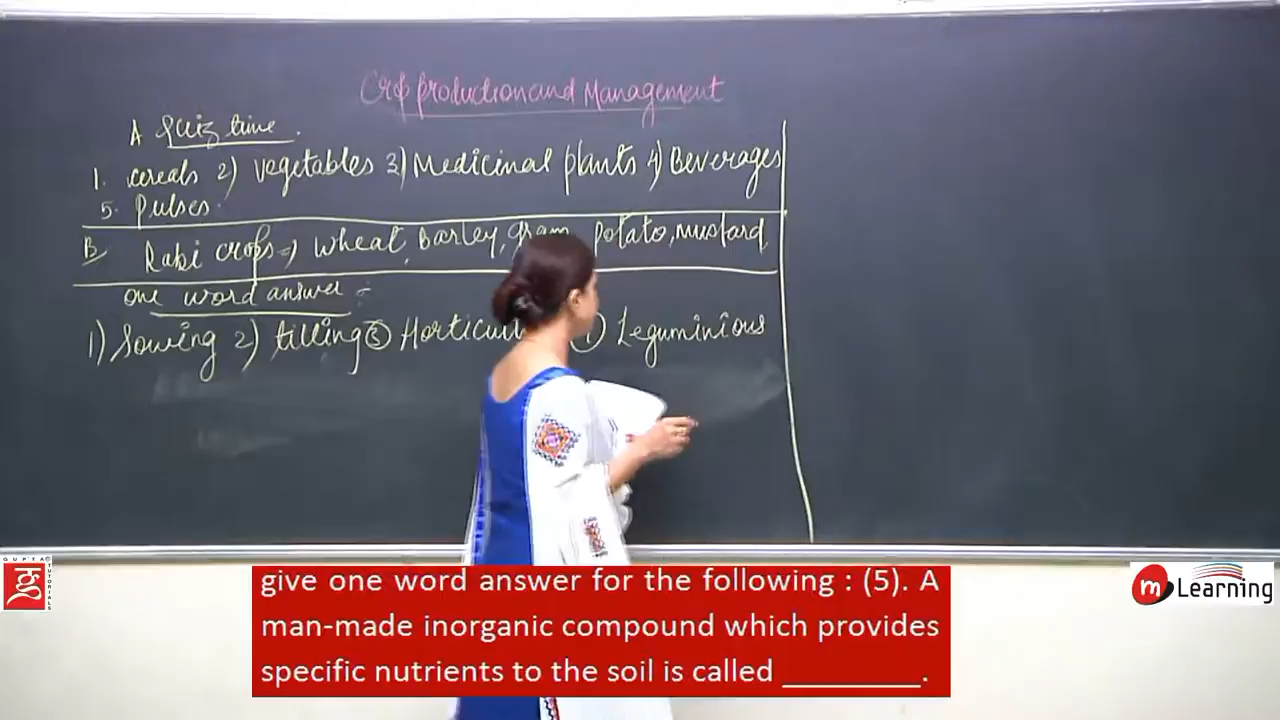 Crop production and Management
A Quiz time.
1. cereals 2) vegetables 3) Medicinal plants 4) Beverages
5. Pulses.
B Rabi crops=) Wheat, Barley, gram, potato, mustard
one word answer :-
1) Sowing 2) tilling ③ Horticul ④ Leguminious
give one word answer for the following : (5). A
man-made inorganic compound which provides
specific nutrients to the soil is called _________.
GUPTA TUTORIALS
m Learning